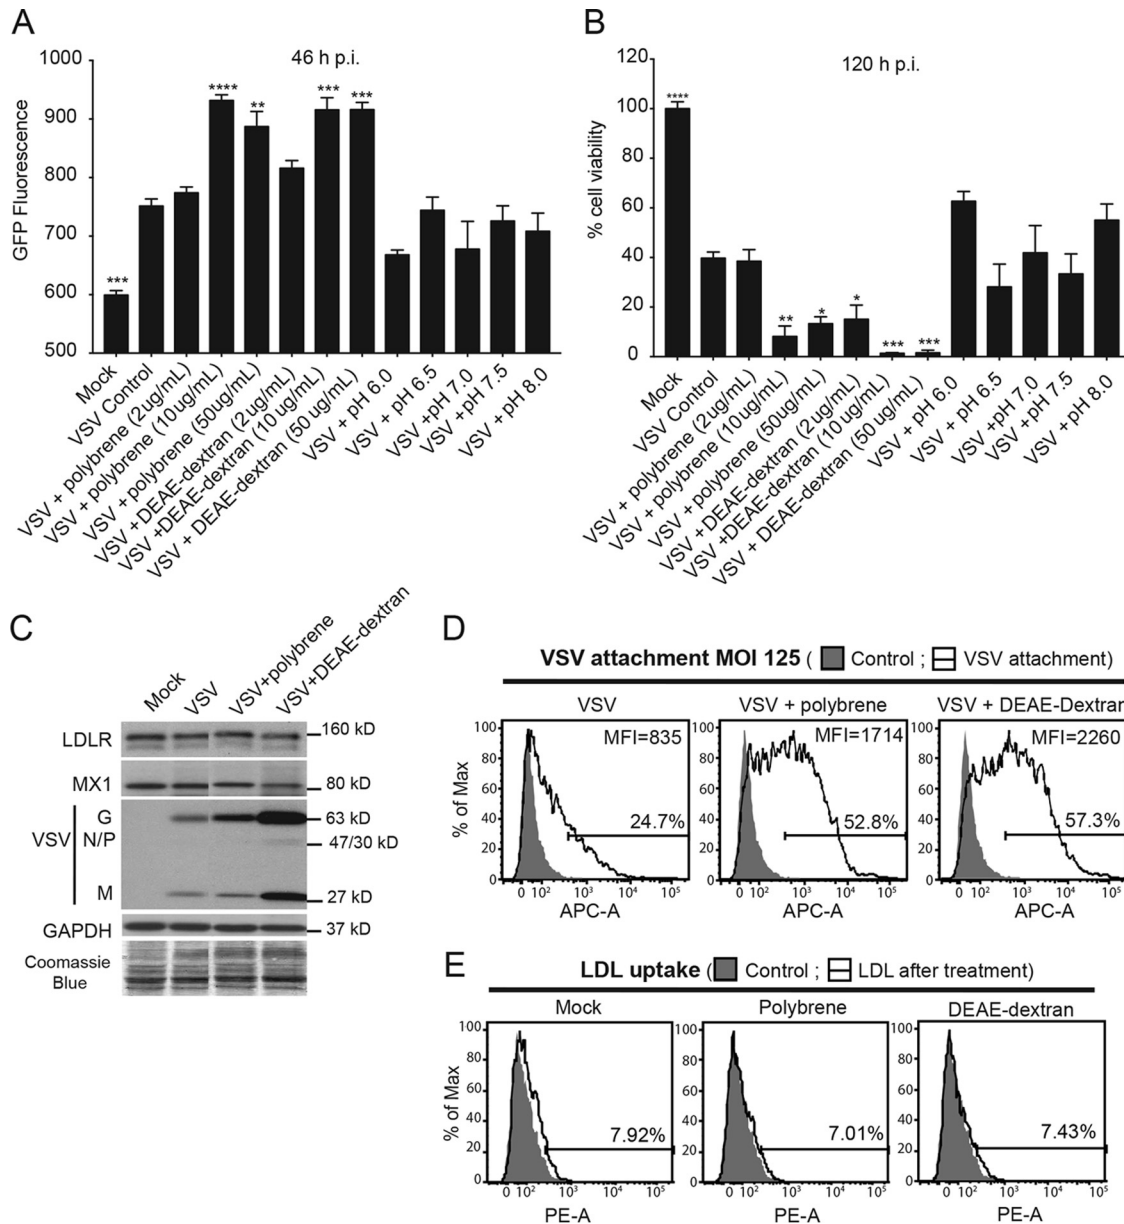 A
46 h p.i.
GFP Fluorescence
1000
900
800
700
600
500
***
****
**
***
***
Mock
VSV Control
VSV + polybrene (2ug/mL)
VSV + polybrene (10ug/mL)
VSV + polybrene (50ug/mL)
VSV +DEAE-dextran (2ug/mL)
VSV +DEAE-dextran (10 ug/mL)
VSV + DEAE-dextran (50 ug/mL)
VSV + pH 6.0
VSV + pH 6.5
VSV +pH 7.0
VSV + pH 7.5
VSV + pH 8.0
B
120 h p.i.
% cell viability
120
100
80
60
40
20
0
****
**
*
*
***
***
Mock
VSV Control
VSV + polybrene (2ug/mL)
VSV + polybrene (10ug/mL)
VSV + polybrene (50ug/mL)
VSV +DEAE-dextran (2ug/mL)
VSV +DEAE-dextran (10 ug/mL)
VSV + DEAE-dextran (50 ug/mL)
VSV + pH 6.0
VSV + pH 6.5
VSV +pH 7.0
VSV + pH 7.5
VSV + pH 8.0
C
Mock
VSV
VSV+polybrene
VSV+DEAE-dextran
LDLR 160 kD
MX1 80 kD
VSV
G 63 kD
N/P 47/30 kD
M 27 kD
GAPDH 37 kD
Coomassie
Blue
D
VSV attachment MOI 125 ( Control ; VSV attachment)
VSV
VSV + polybrene
VSV + DEAE-Dextran
% of Max
100
80
60
40
20
0
MFI=835
24.7%
0 10² 10³ 10⁴ 10⁵
APC-A
100
80
60
40
20
0
MFI=1714
52.8%
0 10² 10³ 10⁴ 10⁵
APC-A
100
80
60
40
20
0
MFI=2260
57.3%
0 10² 10³ 10⁴ 10⁵
APC-A
E
LDL uptake ( Control ; LDL after treatment)
Mock
Polybrene
DEAE-dextran
% of Max
100
80
60
40
20
0
7.92%
0 10² 10³ 10⁴ 10⁵
PE-A
100
80
60
40
20
0
7.01%
0 10² 10³ 10⁴ 10⁵
PE-A
100
80
60
40
20
0
7.43%
0 10² 10³ 10⁴ 10⁵
PE-A